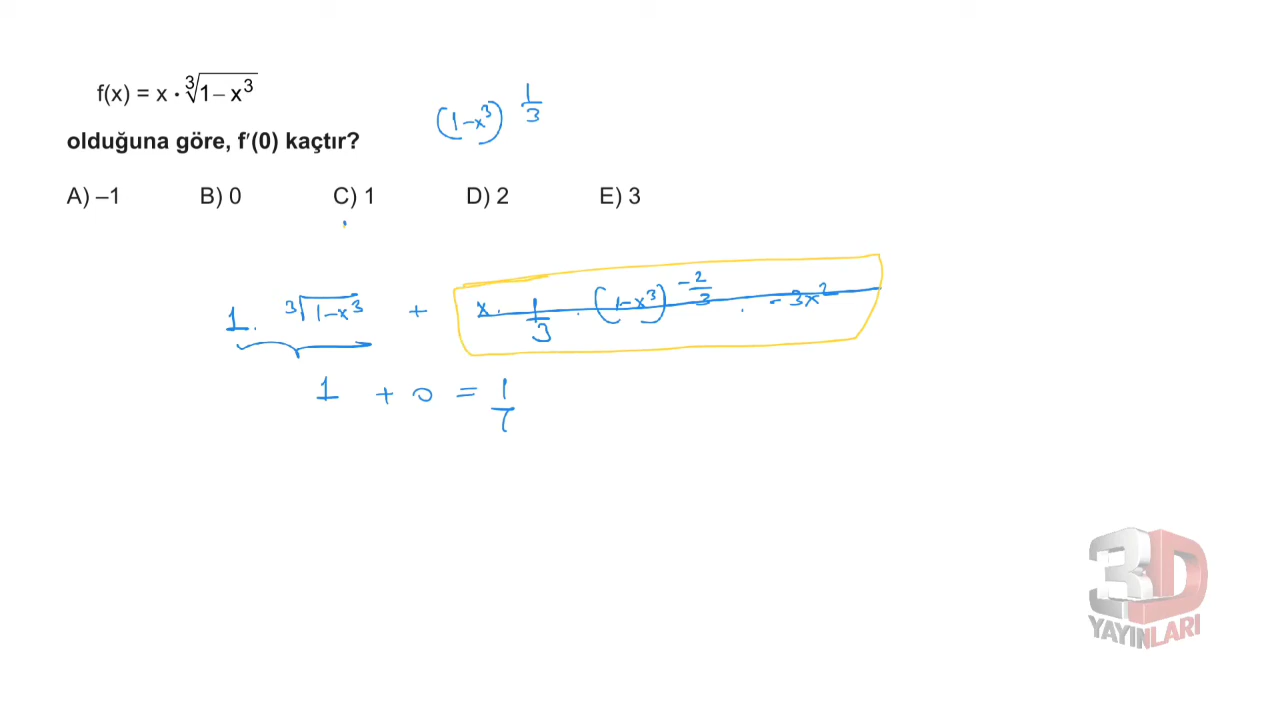 f(x) = x · ∛1 – x³
(1-x³)^1/3
olduğuna göre, f′(0) kaçtır?
A) –1 B) 0 C) 1 D) 2 E) 3
1. ∛1-x³ + x. 1/3 . (1-x³)^-2/3 . -3x²
1 + 0 = 1
3D
YAYINLARI